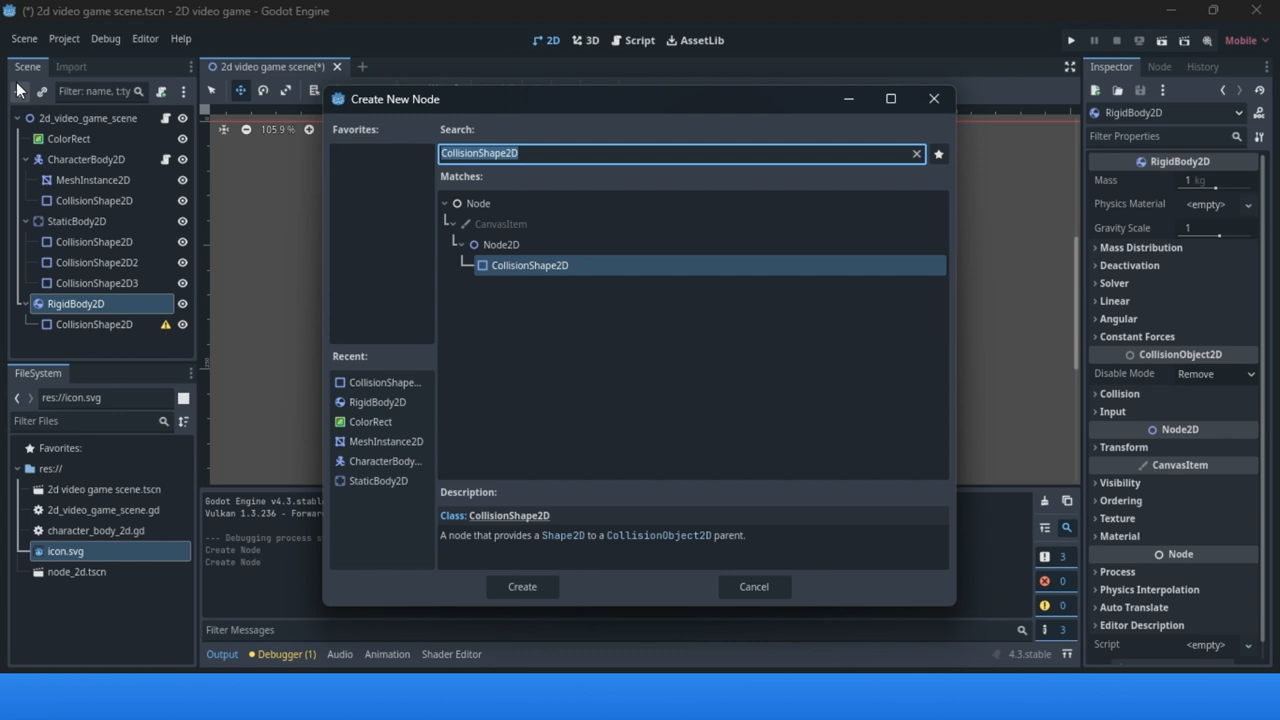 (*) 2d video game scene.tscn - 2D video game - Godot Engine
Scene Project Debug Editor Help
2D 3D Script AssetLib
Mobile
Scene Import
Filter: name, t:ty
2d_video_game_scene
ColorRect
CharacterBody2D
MeshInstance2D
CollisionShape2D
StaticBody2D
CollisionShape2D
CollisionShape2D2
CollisionShape2D3
RigidBody2D
CollisionShape2D
FileSystem
res://icon.svg
Filter Files
Favorites:
res://
2d video game scene.tscn
2d_video_game_scene.gd
character_body_2d.gd
icon.svg
node_2d.tscn
2d video game scene(*)
105.9 %
Create New Node
Favorites:
Search:
CollisionShape2D
Matches:
Node
CanvasItem
Node2D
CollisionShape2D
Recent:
CollisionShape...
RigidBody2D
ColorRect
MeshInstance2D
CharacterBody...
StaticBody2D
Description:
Class: CollisionShape2D
A node that provides a Shape2D to a CollisionObject2D parent.
Create Cancel
Godot Engine v4.3.stabl
Vulkan 1.3.236 - Forwar
--- Debugging process s
Create Node
Create Node
3
0
0
3
Filter Messages
Output Debugger (1) Audio Animation Shader Editor
4.3.stable
Inspector Node History
RigidBody2D
Filter Properties
RigidBody2D
Mass 1 kg
Physics Material <empty>
Gravity Scale 1
Mass Distribution
Deactivation
Solver
Linear
Angular
Constant Forces
CollisionObject2D
Disable Mode Remove
Collision
Input
Node2D
Transform
CanvasItem
Visibility
Ordering
Texture
Material
Node
Process
Physics Interpolation
Auto Translate
Editor Description
Script <empty>